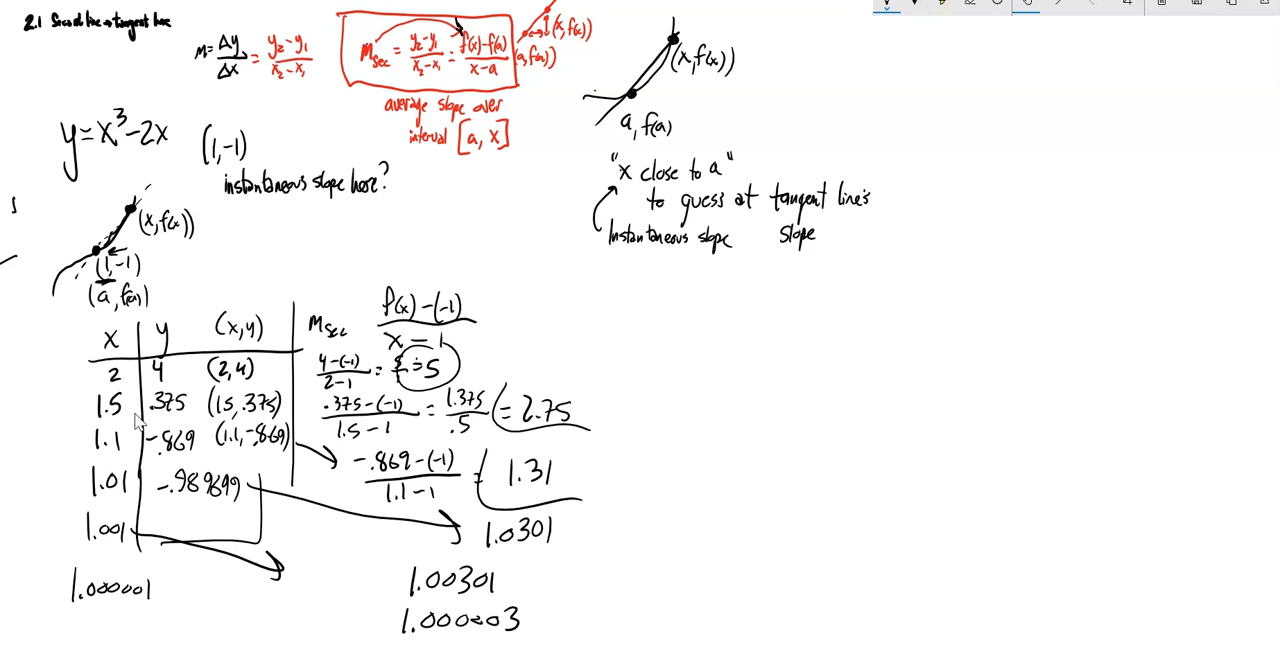 2.1 Secant line → tangent line
M = Δy/Δx = y₂-y₁/x₂-x₁
Msec = y₂-y₁/x₂-x₁ = f(x)-f(a)/x-a
(x, f(x))
(a, f(a))
average slope over
interval [a, x]
(x, f(x))
a, f(a)
"x close to a"
to guess at tangent line's
slope
Instantaneous slope
y = x³-2x (1,-1)
instantaneous slope here?
(x, f(x))
(1,-1)
(a, f(a))
x y (x,y) Msec f(x)-(-1)/x-1
2 4 (2,4) 4-(-1)/2-1 = 5
1.5 .375 (1.5, .375) .375-(-1)/1.5-1 = 1.375/.5 = 2.75
1.1 -.869 (1.1, -.869) -.869-(-1)/1.1-1 = 1.31
1.01 -.989699 1.0301
1.001 1.00301
1.000001 1.000003